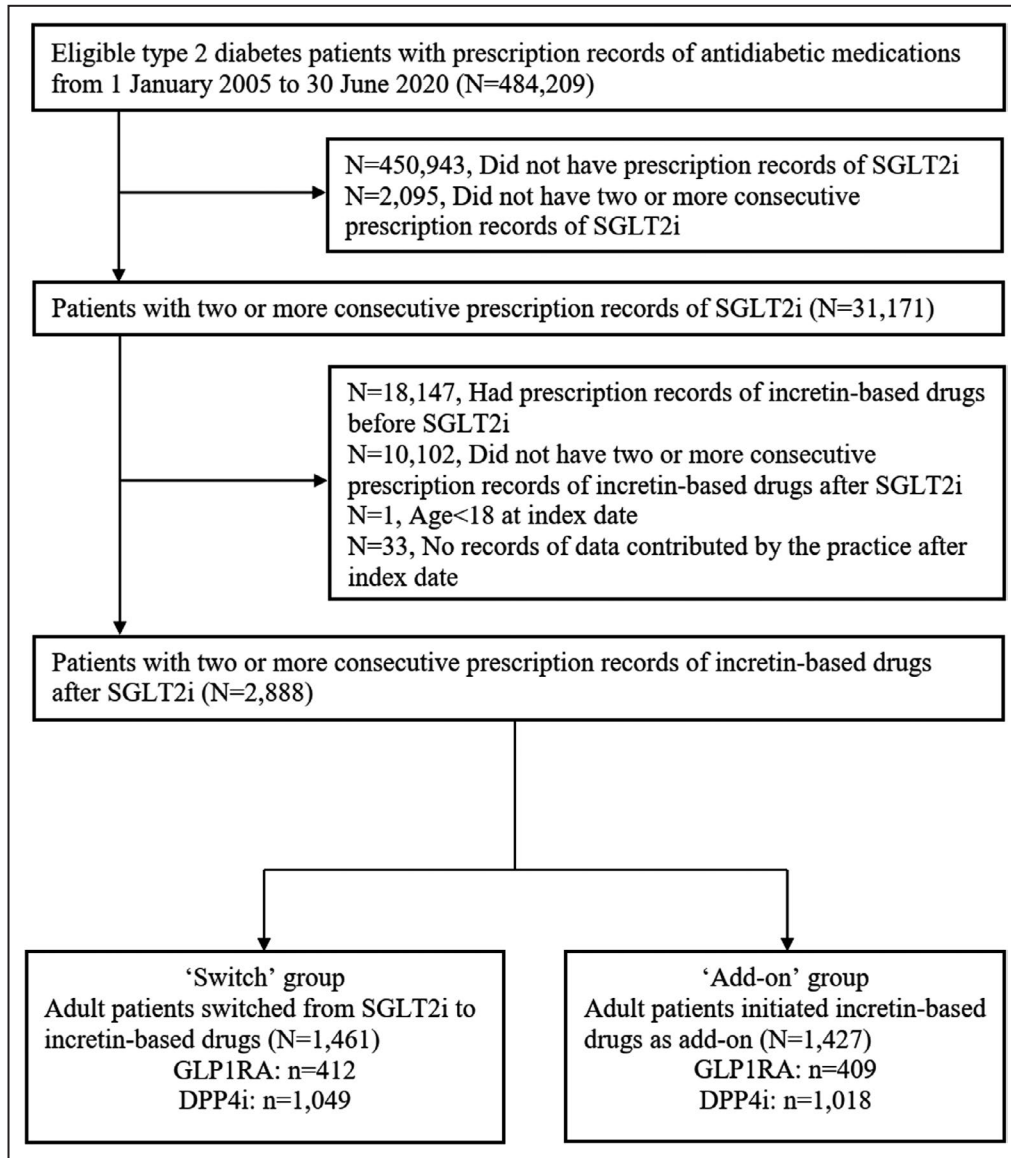 Eligible type 2 diabetes patients with prescription records of antidiabetic medications
from 1 January 2005 to 30 June 2020 (N=484,209)
N=450,943, Did not have prescription records of SGLT2i
N=2,095, Did not have two or more consecutive
prescription records of SGLT2i
Patients with two or more consecutive prescription records of SGLT2i (N=31,171)
N=18,147, Had prescription records of incretin-based drugs
before SGLT2i
N=10,102, Did not have two or more consecutive
prescription records of incretin-based drugs after SGLT2i
N=1, Age<18 at index date
N=33, No records of data contributed by the practice after
index date
Patients with two or more consecutive prescription records of incretin-based drugs
after SGLT2i (N=2,888)
‘Switch’ group
Adult patients switched from SGLT2i to
incretin-based drugs (N=1,461)
GLP1RA: n=412
DPP4i: n=1,049
‘Add-on’ group
Adult patients initiated incretin-based
drugs as add-on (N=1,427)
GLP1RA: n=409
DPP4i: n=1,018